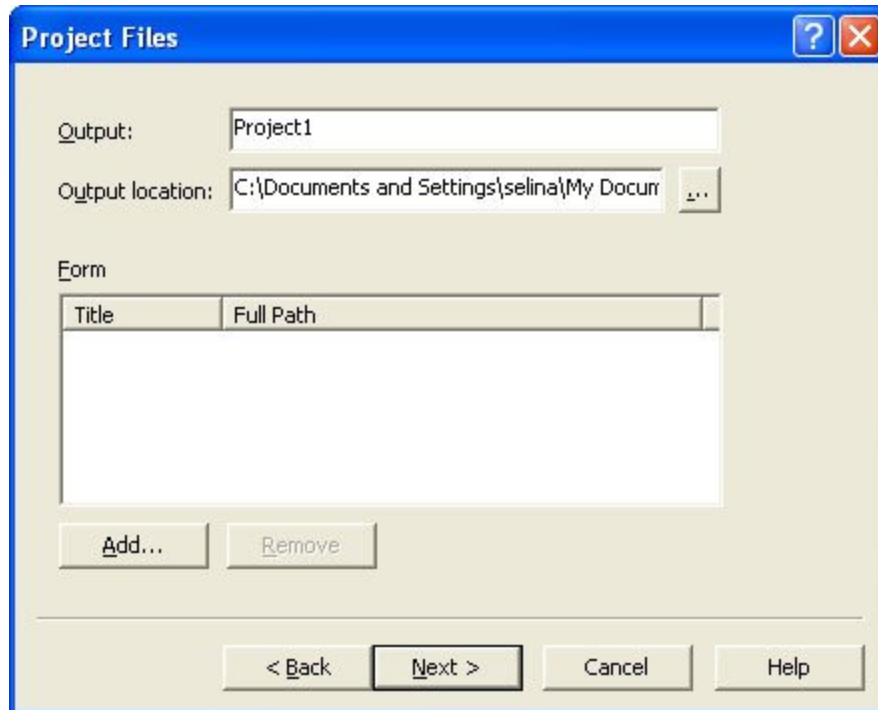 Project Files
Output: Project1
Output location: C:\Documents and Settings\selina\My Docum ...
Form
Title Full Path
Add... Remove
< Back Next > Cancel Help